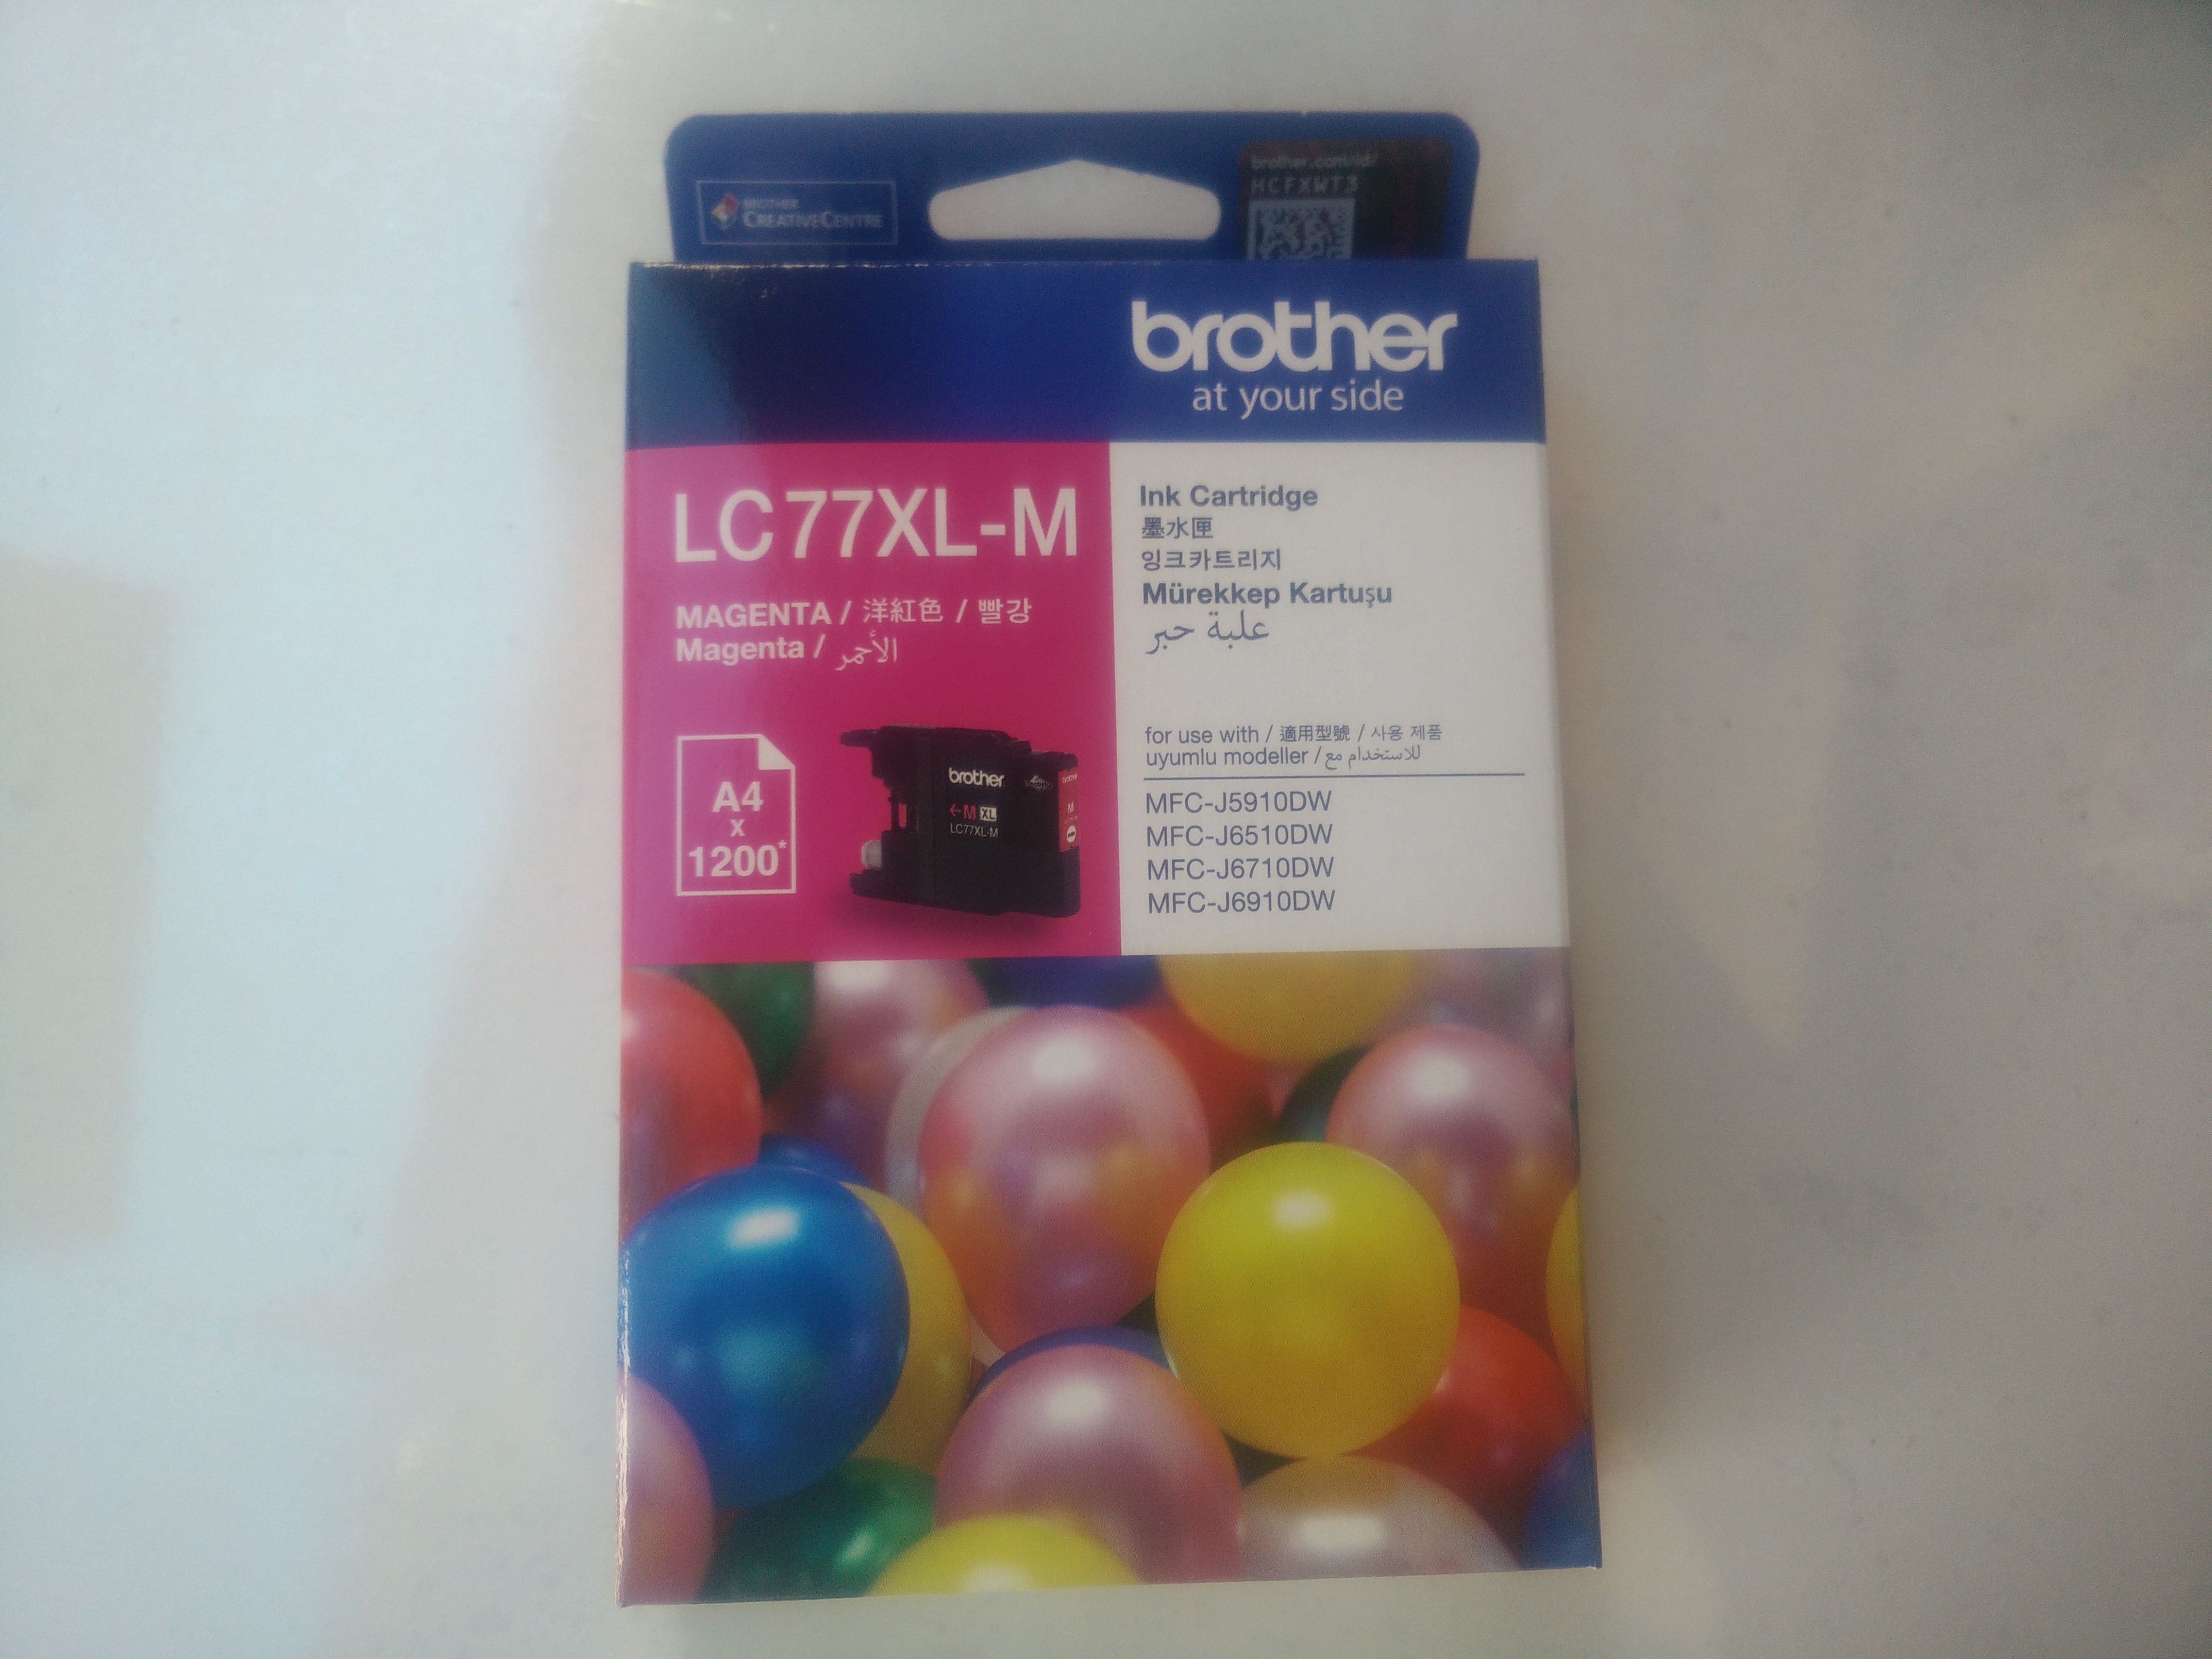 BROTHER
CREATIVECENTRE
brother.com/id/
HCFXWT3
brother
at your side
LC77XL-M
MAGENTA / 洋紅色 / 빨강
Magenta / الأحمر
A4
x
1200*
brother
←M XL
LC77XL-M
M
Ink Cartridge
墨水匣
잉크카트리지
Mürekkep Kartuşu
علبة حبر
for use with / 適用型號 / 사용 제품
uyumlu modeller / للاستخدام مع
MFC-J5910DW
MFC-J6510DW
MFC-J6710DW
MFC-J6910DW